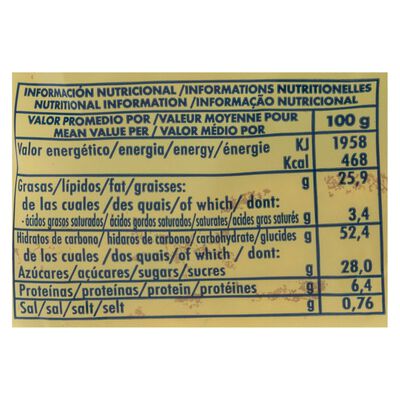 INFORMACIÓN NUTRICIONAL /INFORMATIONS NUTRITIONELLES
NUTRITIONAL INFORMATION /INFORMAÇÃO NUTRICIONAL
VALOR PROMEDIO POR /VALEUR MOYENNE POUR
MEAN VALUE PER / VALOR MÉDIO POR 100 g
Valor energético/energia/energy/énergie KJ 1958
Kcal 468
Grasas/lípidos/fat/graisses: g 25,9
de las cuales /dos quais/of which/ dont:
- ácidos grasos saturados/ ácidos gordos saturados/saturates/acides gras saturés g 3,4
Hidratos de carbono/ hidaros de carbono/carbohydrate/glucides g 52,4
de los cuales /dos quais/of which / dont:
Azúcares/açúcares/sugars/sucres g 28,0
Proteínas/proteínas/protein/protéines g 6,4
Sal/sal/salt/selt g 0,76